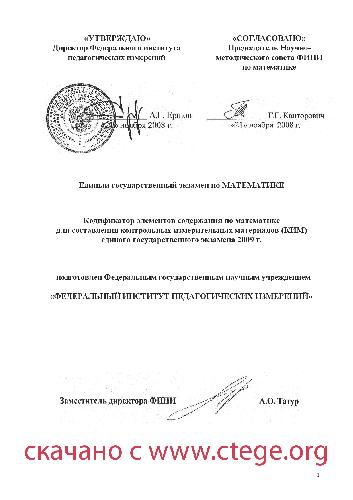 «УТВЕРЖДАЮ»
Директор Федерального института
педагогических измерений
А.П. Ершов
ноября 2008 г.
«СОГЛАСОВАНО»
Председатель Научно-
методического совета ФИПИ
по математике
Г.Г. Канторович
«21» ноября 2008 г.
Единый государственный экзамен по МАТЕМАТИКЕ
Кодификатор элементов содержания по математике
для составления контрольных измерительных материалов (КИМ)
единого государственного экзамена 2009 г.
подготовлен Федеральным государственным научным учреждением
«ФЕДЕРАЛЬНЫЙ ИНСТИТУТ ПЕДАГОГИЧЕСКИХ ИЗМЕРЕНИЙ»
Заместитель директора ФИПИ
А.О. Татур
скачано с www.ctege.org
1